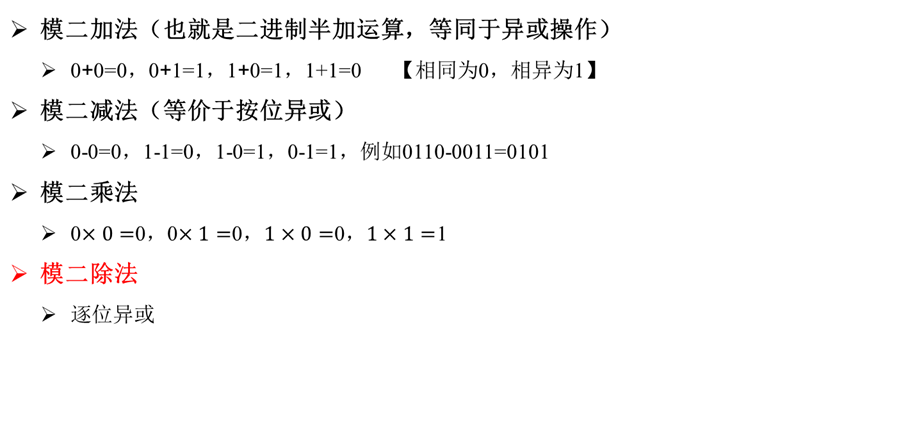 ➢ 模二加法（也就是二进制半加运算，等同于异或操作）
➢ 0+0=0，0+1=1，1+0=1，1+1=0 【相同为0，相异为1】
➢ 模二减法（等价于按位异或）
➢ 0-0=0，1-1=0，1-0=1，0-1=1，例如0110-0011=0101
➢ 模二乘法
➢ 0× 0 =0，0× 1 =0，1 × 0 =0，1 × 1 =1
➢ 模二除法
➢ 逐位异或